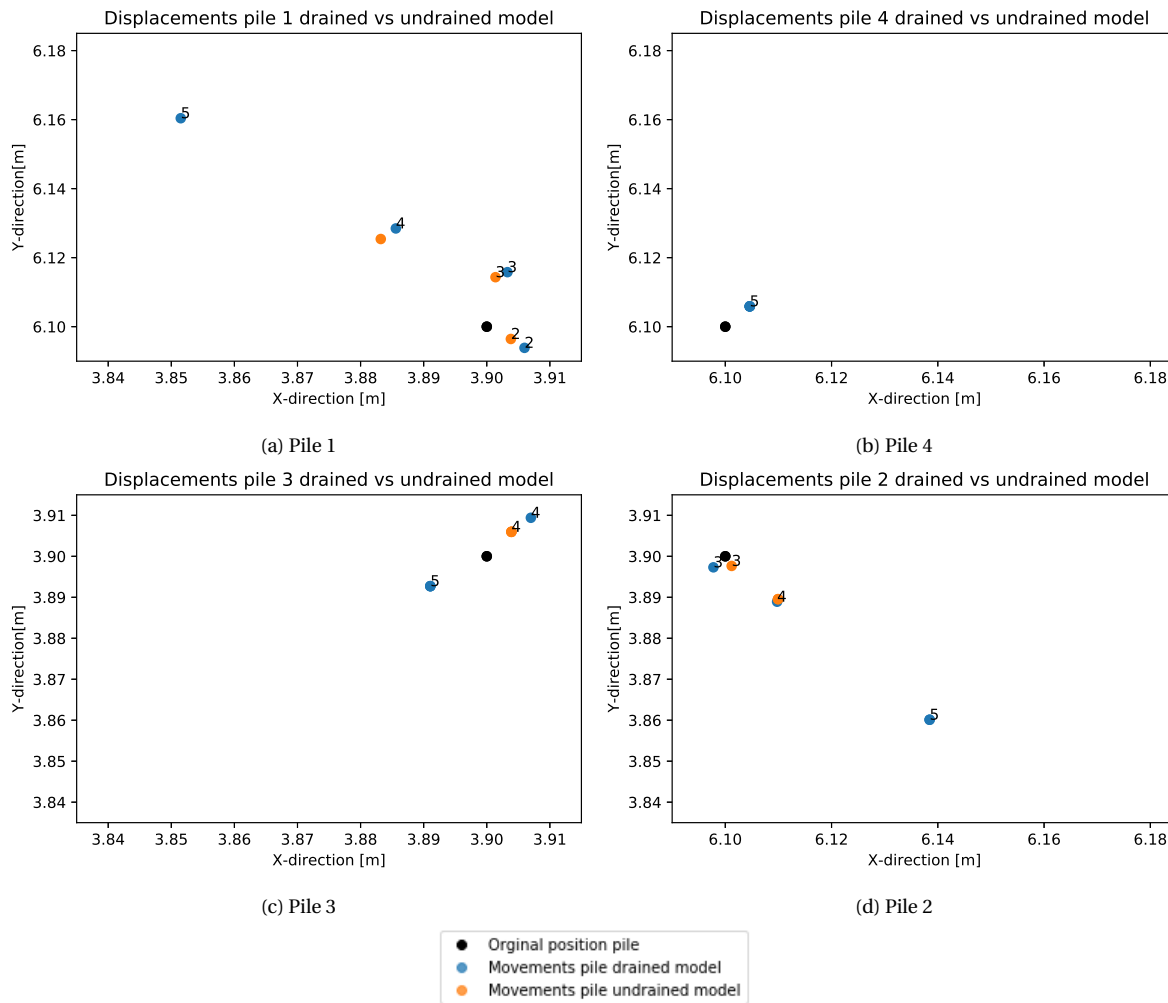 Displacements pile 1 drained vs undrained model
6.18
6.16
6.14
6.12
6.10
Y-direction[m]
5
4
3
3
2
2
3.84 3.85 3.86 3.87 3.88 3.89 3.90 3.91
X-direction [m]
(a) Pile 1
Displacements pile 4 drained vs undrained model
6.18
6.16
6.14
6.12
6.10
Y-direction[m]
5
6.10 6.12 6.14 6.16 6.18
X-direction [m]
(b) Pile 4
Displacements pile 3 drained vs undrained model
3.91
3.90
3.89
3.88
3.87
3.86
3.85
3.84
Y-direction[m]
4
4
5
3.84 3.85 3.86 3.87 3.88 3.89 3.90 3.91
X-direction [m]
(c) Pile 3
Displacements pile 2 drained vs undrained model
3.91
3.90
3.89
3.88
3.87
3.86
3.85
3.84
Y-direction[m]
3
3
4
5
6.10 6.12 6.14 6.16 6.18
X-direction [m]
(d) Pile 2
Orginal position pile
Movements pile drained model
Movements pile undrained model